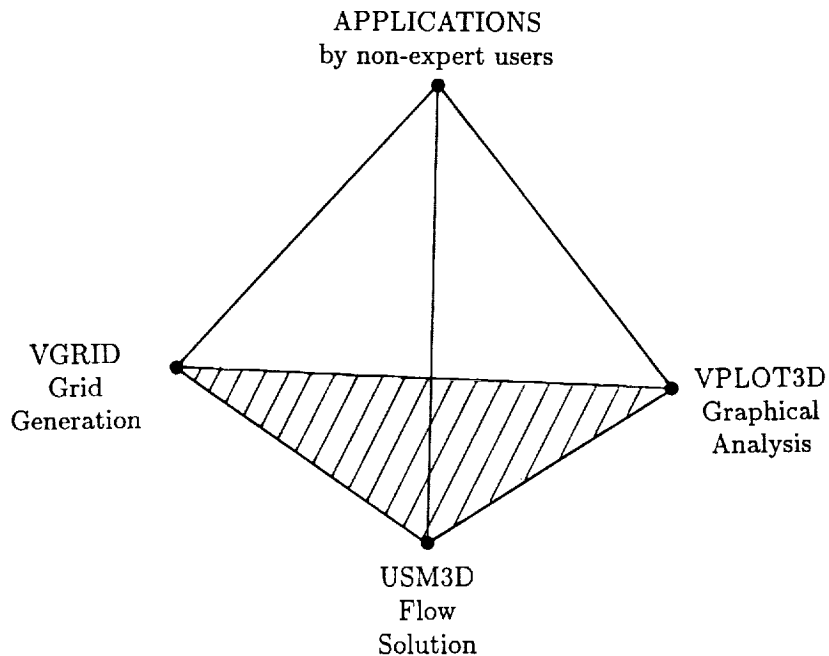 APPLICATIONS
by non-expert users
VGRID
Grid
Generation
VPLOT3D
Graphical
Analysis
USM3D
Flow
Solution